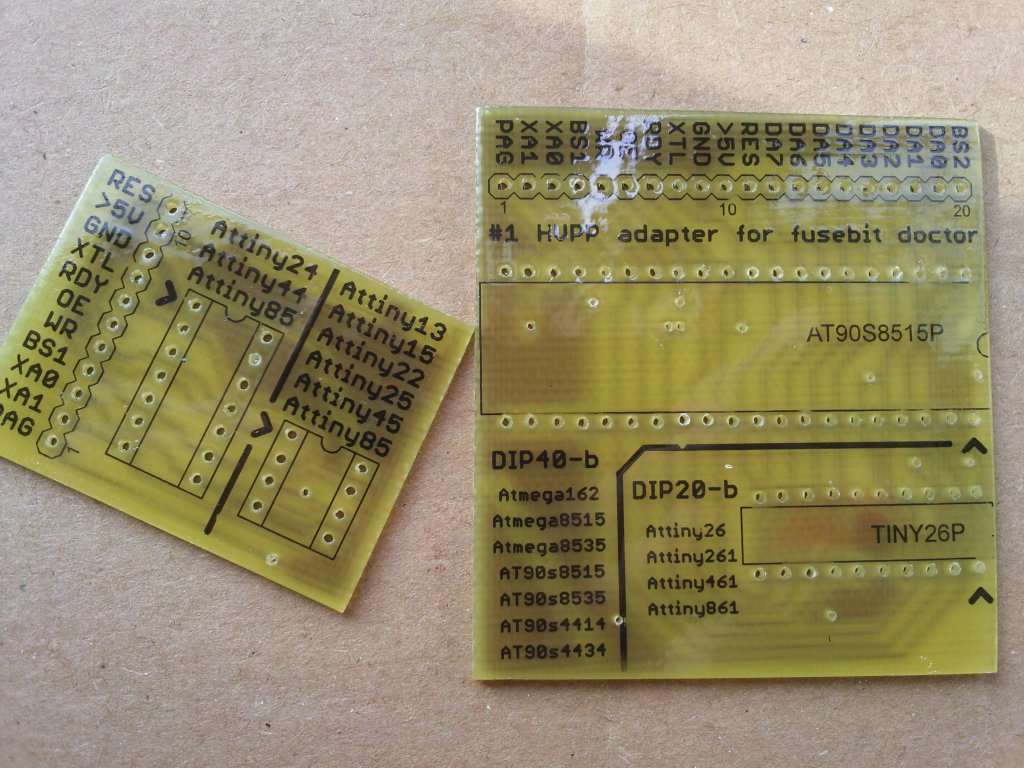 RES
>5V
GND
XTL
RDY
OE
WR
BS1
XA0
XA1
PAG
10
1
Attiny24
Attiny44
Attiny85
Attiny13
Attiny15
Attiny22
Attiny25
Attiny45
Attiny85
PAG XA1 XA0 BS1 WR OE RDY XTL GND >5V RES DA7 DA6 DA5 DA4 DA3 DA2 DA1 DA0 BS2
1 10 20
#1 HVPP adapter for fusebit doctor
AT90S8515P
DIP40-b
Atmega162
Atmega8515
Atmega8535
AT90s8515
AT90s8535
AT90s4414
AT90s4434
DIP20-b
TINY26P
Attiny26
Attiny261
Attiny461
Attiny861